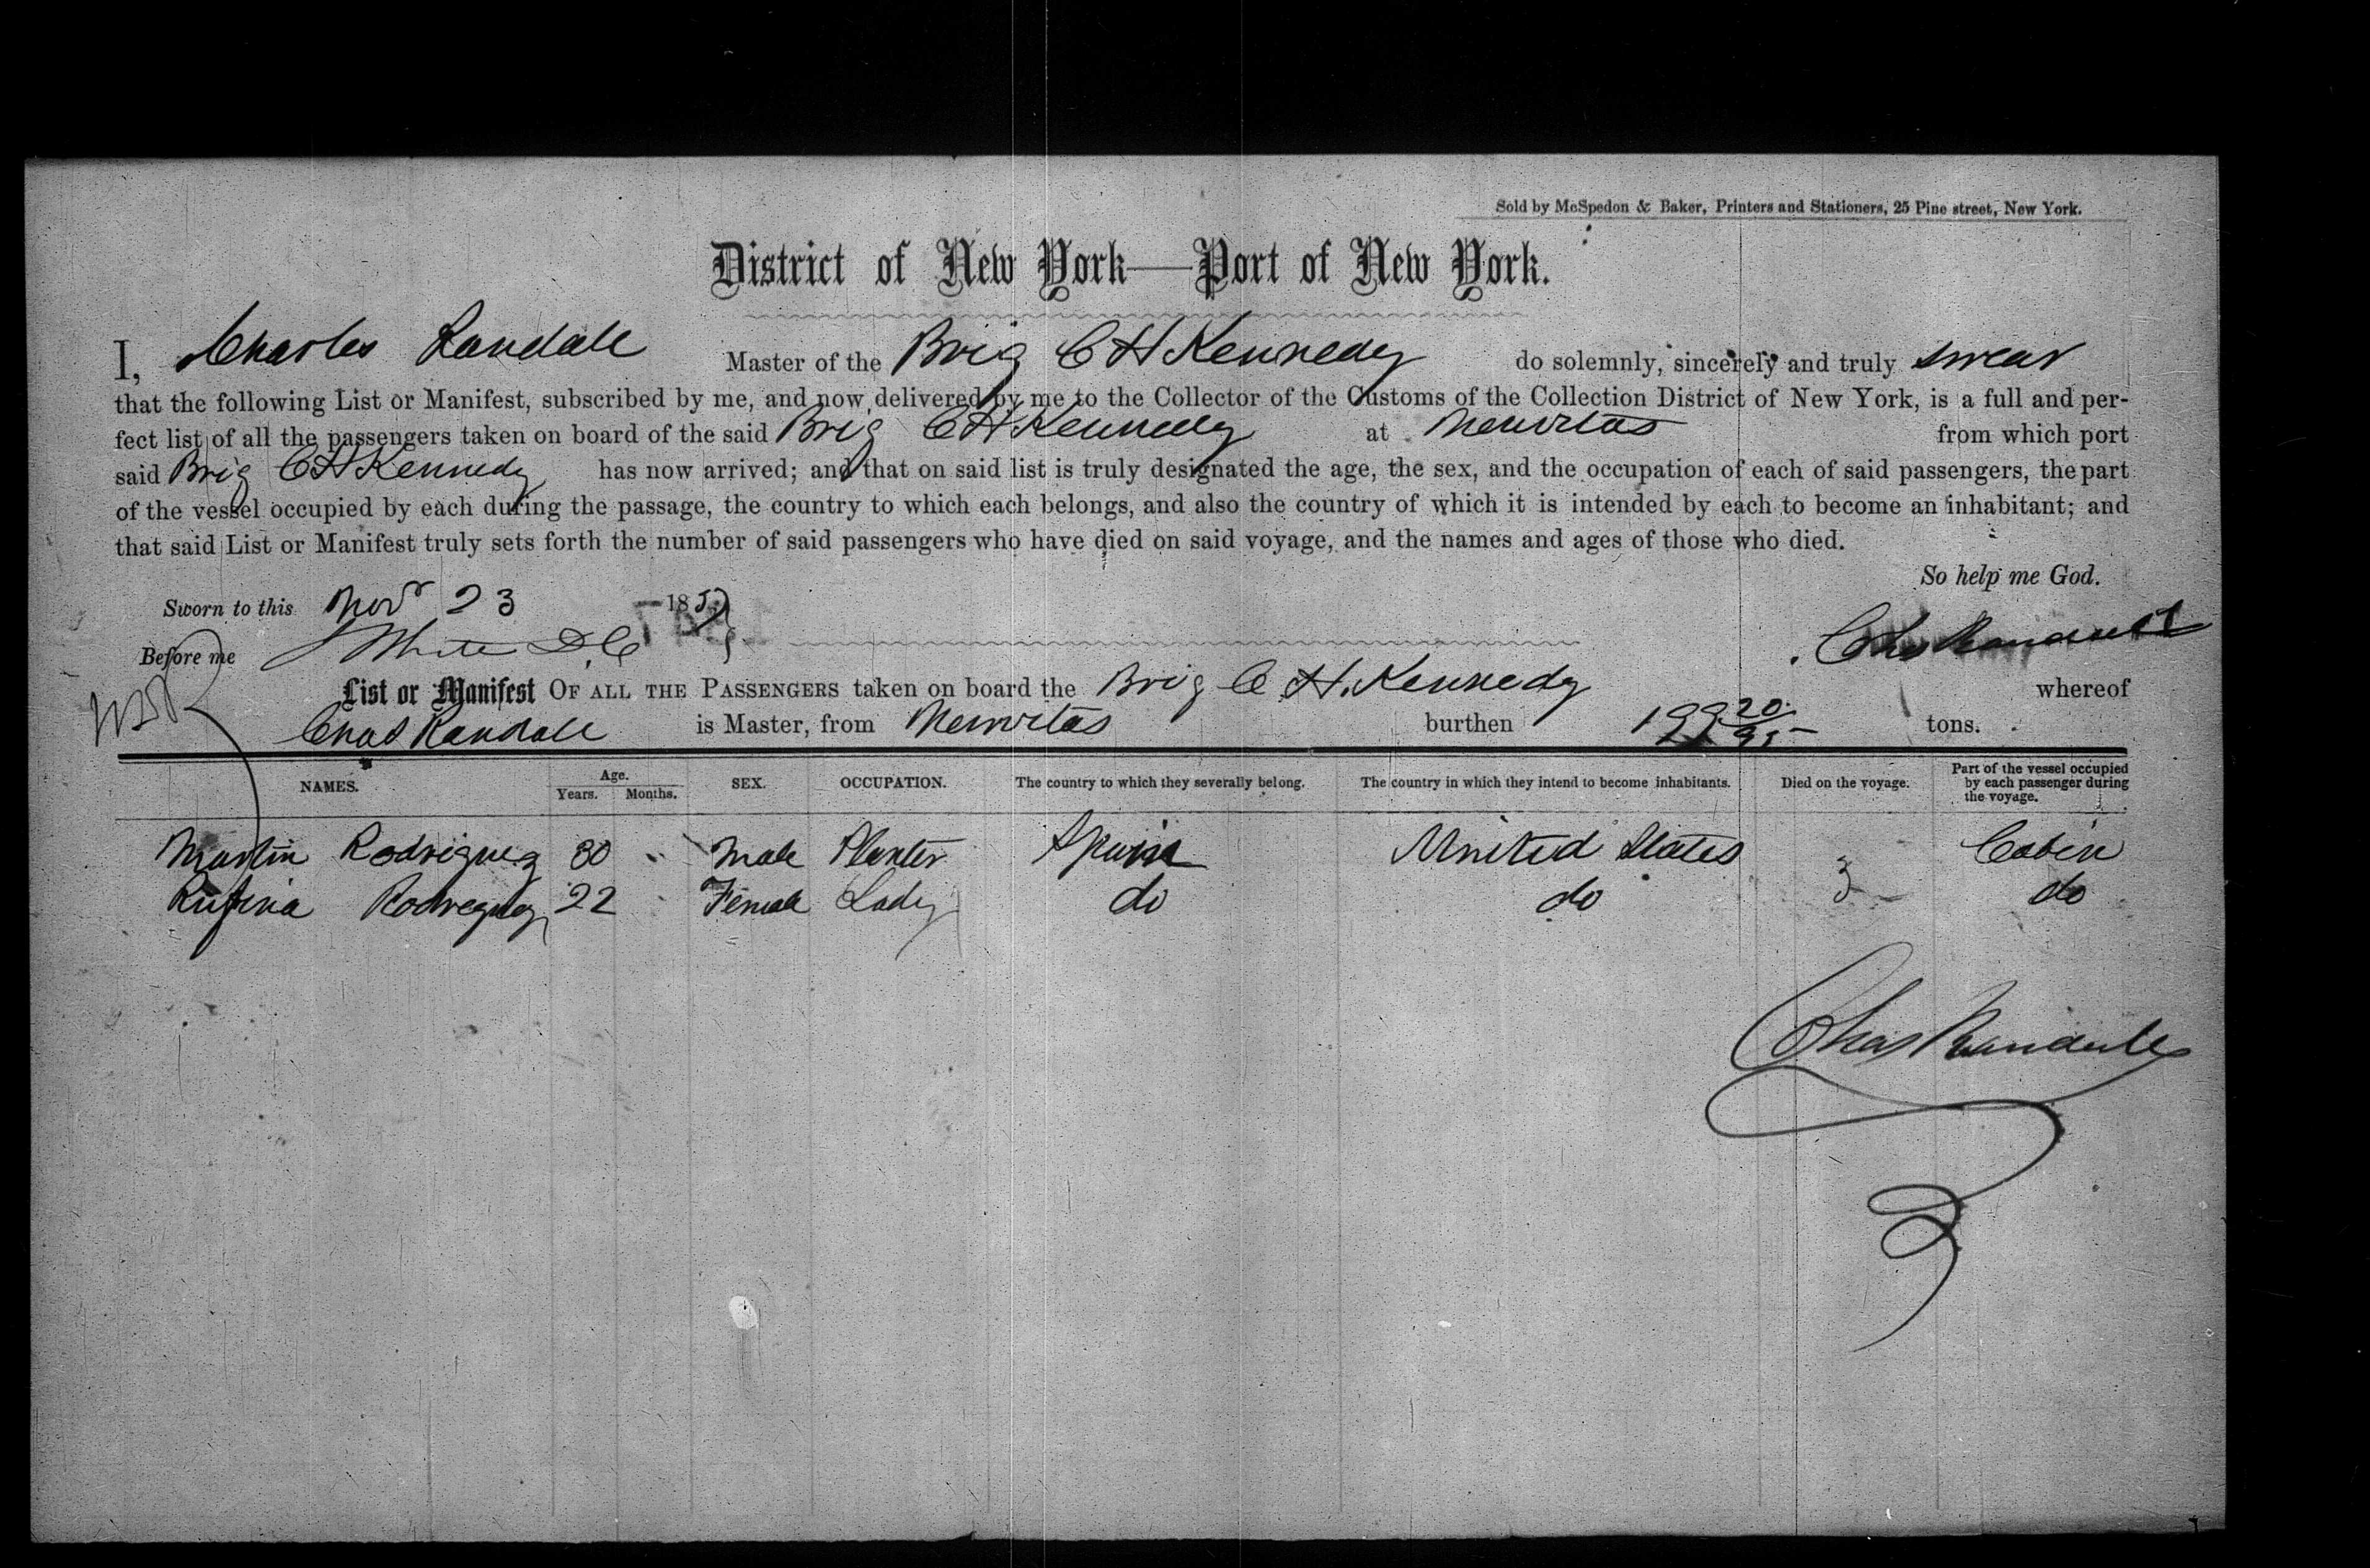 Sold by McSpedon & Baker, Printers and Stationers, 25 Pine street, New York.
District of New York—Port of New York.
I, Charles Randall Master of the Brig C H Kennedy do solemnly, sincerely and truly swear
that the following List or Manifest, subscribed by me, and now delivered by me to the Collector of the Customs of the Collection District of New York, is a full and per-
fect list of all the passengers taken on board of the said Brig C H Kennedy at Neuvitas from which port
said Brig C H Kennedy has now arrived; and that on said list is truly designated the age, the sex, and the occupation of each of said passengers, the part
of the vessel occupied by each during the passage, the country to which each belongs, and also the country of which it is intended by each to become an inhabitant; and
that said List or Manifest truly sets forth the number of said passengers who have died on said voyage, and the names and ages of those who died.
So help me God.
Sworn to this Novr 23 1857
Before me White D.C. Chas Randall
List or Manifest OF ALL THE PASSENGERS taken on board the Brig C. H. Kennedy whereof
Chas Randall is Master, from Neuvitas burthen 199 20/95 tons.
NAMES. Age. Years. Months. SEX. OCCUPATION. The country to which they severally belong. The country in which they intend to become inhabitants. Died on the voyage. Part of the vessel occupied by each passenger during the voyage.
Martin Rodriguez 30 Male Planter Spain United States Cabin
Rufina Rodreguez 22 Female Lady do do do
Chas Randall